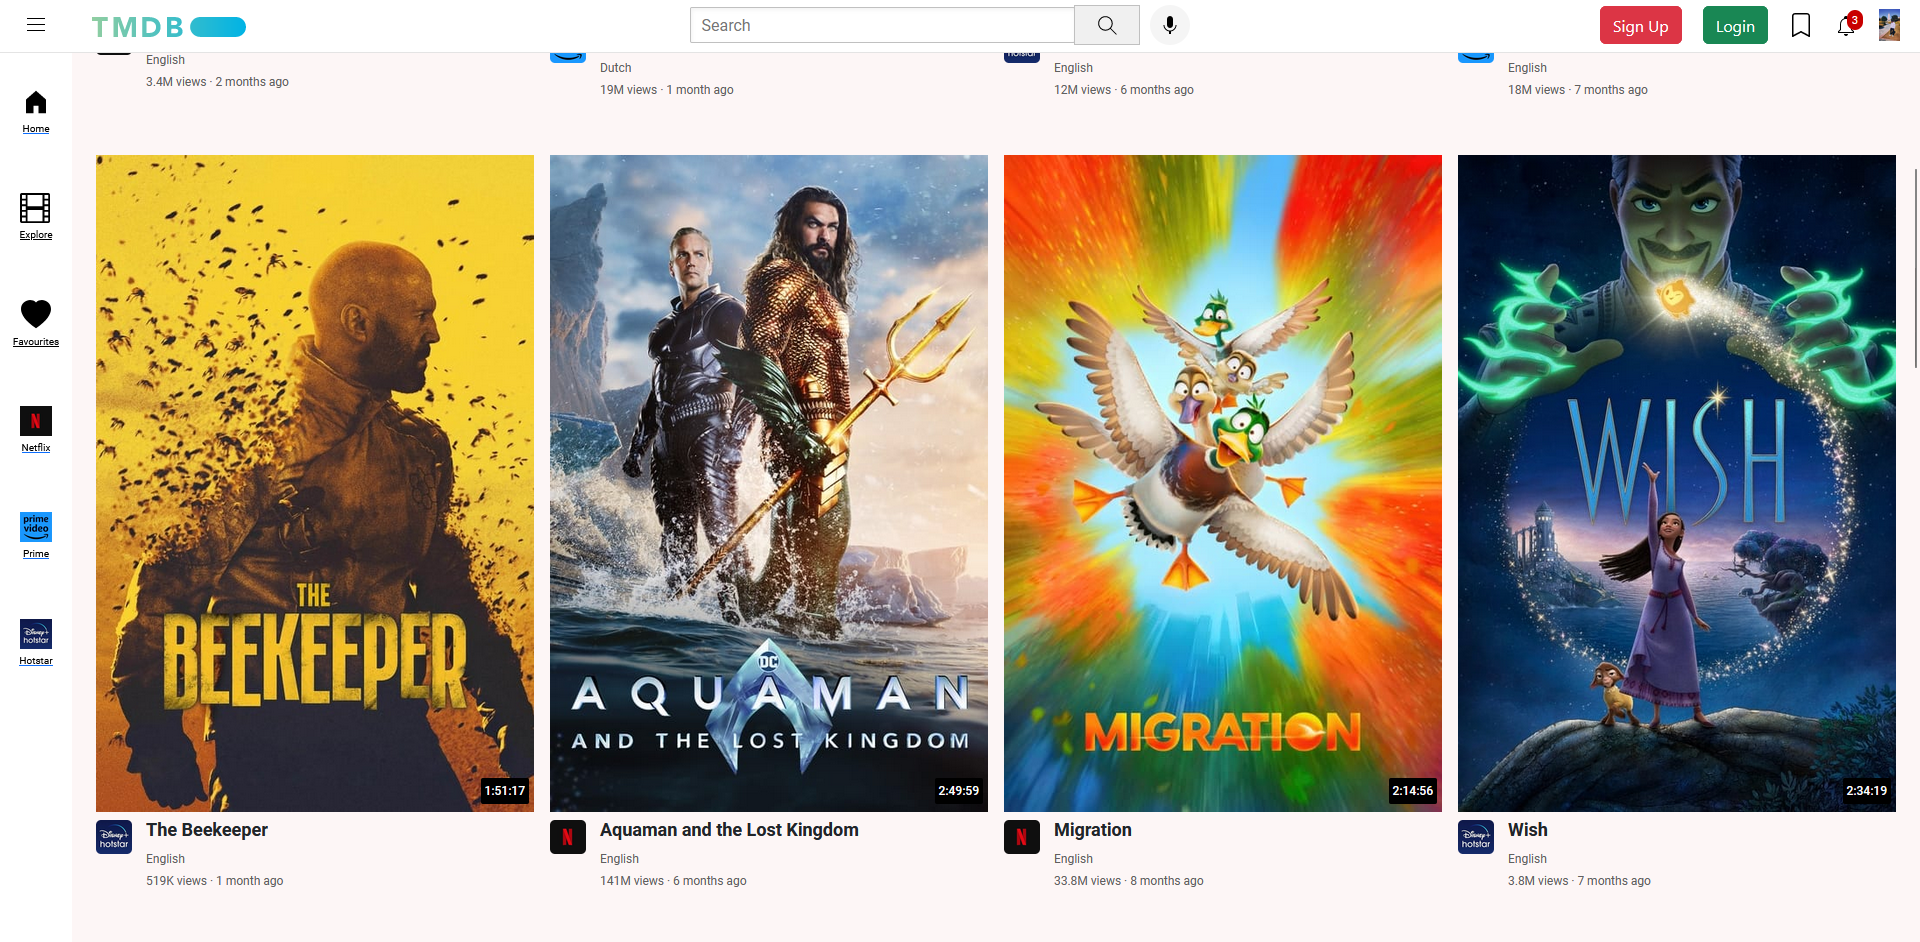 TMDB
Search
Sign Up
Login
3
English
3.4M views · 2 months ago
Dutch
19M views · 1 month ago
hotstar
English
12M views · 6 months ago
English
18M views · 7 months ago
Home
Explore
Favourites
N
Netflix
prime
video
Prime
Disney+
hotstar
Hotstar
THE
BEEKEEPER
1:51:17
DC
AQUAMAN
AND THE LOST KINGDOM
2:49:59
MIGRATION
2:14:56
WISH
2:34:19
Disney+
hotstar
The Beekeeper
English
519K views · 1 month ago
N
Aquaman and the Lost Kingdom
English
141M views · 6 months ago
N
Migration
English
33.8M views · 8 months ago
Disney+
hotstar
Wish
English
3.8M views · 7 months ago